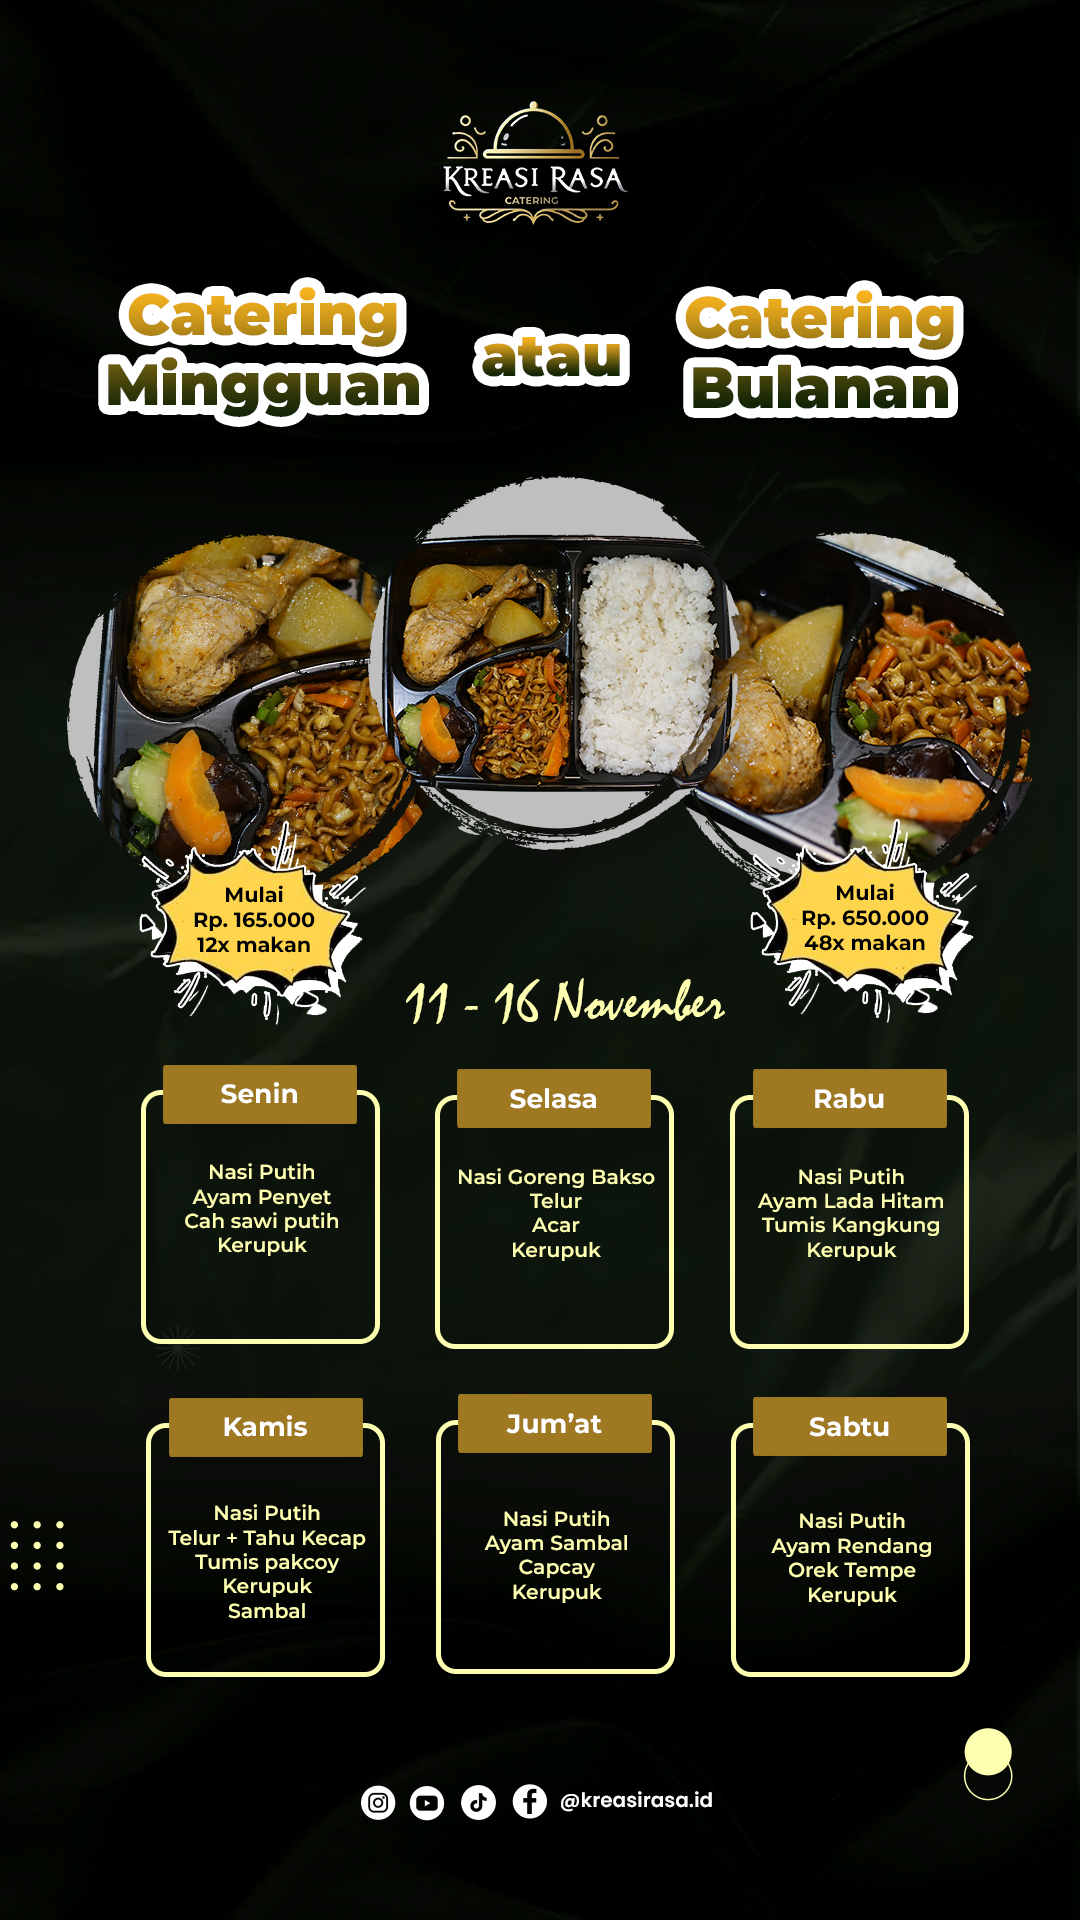 KREASI RASA
CATERING
Catering
Mingguan
atau
Catering
Bulanan
Mulai
Rp. 165.000
12x makan
Mulai
Rp. 650.000
48x makan
11 - 16 November
Senin
Nasi Putih
Ayam Penyet
Cah sawi putih
Kerupuk
Selasa
Nasi Goreng Bakso
Telur
Acar
Kerupuk
Rabu
Nasi Putih
Ayam Lada Hitam
Tumis Kangkung
Kerupuk
Kamis
Nasi Putih
Telur + Tahu Kecap
Tumis pakcoy
Kerupuk
Sambal
Jum’at
Nasi Putih
Ayam Sambal
Capcay
Kerupuk
Sabtu
Nasi Putih
Ayam Rendang
Orek Tempe
Kerupuk
@kreasirasa.id